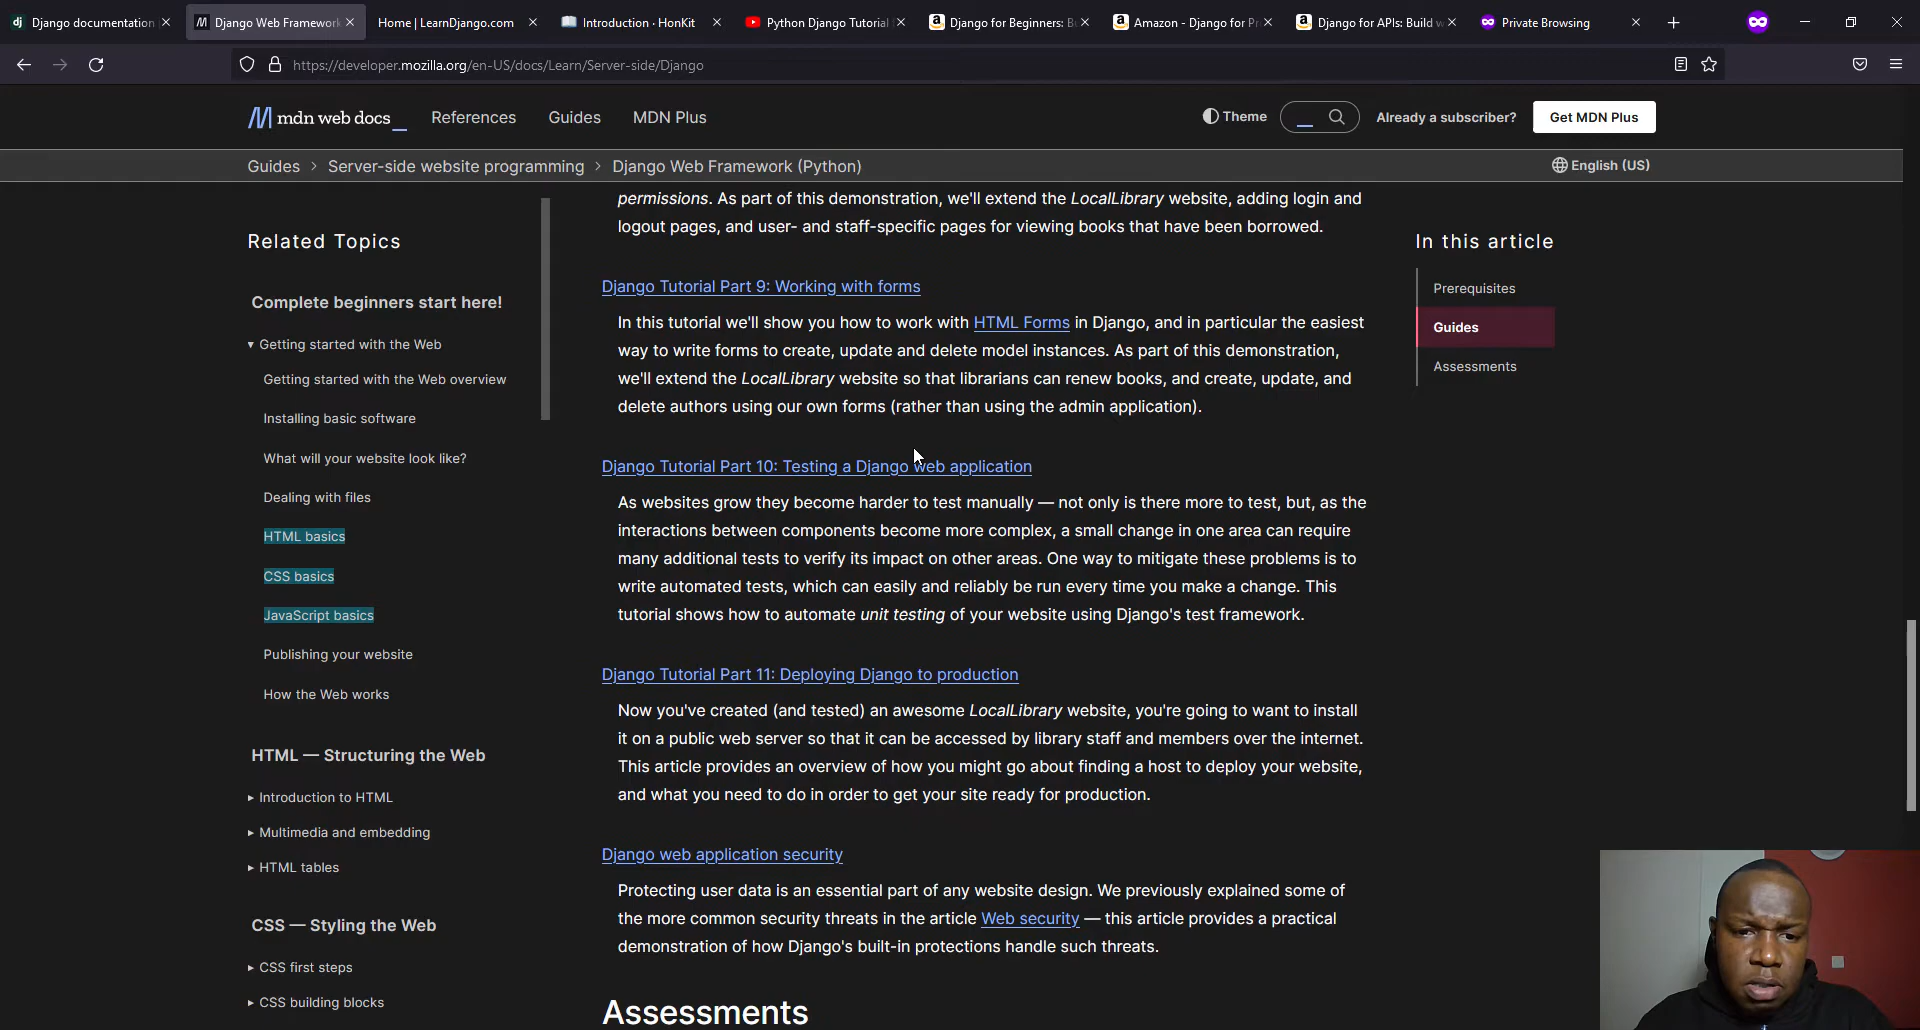 Django documentation
Django Web Framework
Home | LearnDjango.com
Introduction · HonKit
Python Django Tutorial
Django for Beginners: B
Amazon - Django for P
Django for APIs: Build
Private Browsing
https://developer.mozilla.org/en-US/docs/Learn/Server-side/Django
mdn web docs_
References
Guides
MDN Plus
Theme
Already a subscriber?
Get MDN Plus
Guides > Server-side website programming > Django Web Framework (Python)
English (US)
Related Topics
Complete beginners start here!
Getting started with the Web
Getting started with the Web overview
Installing basic software
What will your website look like?
Dealing with files
HTML basics
CSS basics
JavaScript basics
Publishing your website
How the Web works
HTML — Structuring the Web
Introduction to HTML
Multimedia and embedding
HTML tables
CSS — Styling the Web
CSS first steps
CSS building blocks
permissions. As part of this demonstration, we'll extend the LocalLibrary website, adding login and
logout pages, and user- and staff-specific pages for viewing books that have been borrowed.
Django Tutorial Part 9: Working with forms
In this tutorial we'll show you how to work with HTML Forms in Django, and in particular the easiest
way to write forms to create, update and delete model instances. As part of this demonstration,
we'll extend the LocalLibrary website so that librarians can renew books, and create, update, and
delete authors using our own forms (rather than using the admin application).
Django Tutorial Part 10: Testing a Django web application
As websites grow they become harder to test manually — not only is there more to test, but, as the
interactions between components become more complex, a small change in one area can require
many additional tests to verify its impact on other areas. One way to mitigate these problems is to
write automated tests, which can easily and reliably be run every time you make a change. This
tutorial shows how to automate unit testing of your website using Django's test framework.
Django Tutorial Part 11: Deploying Django to production
Now you've created (and tested) an awesome LocalLibrary website, you're going to want to install
it on a public web server so that it can be accessed by library staff and members over the internet.
This article provides an overview of how you might go about finding a host to deploy your website,
and what you need to do in order to get your site ready for production.
Django web application security
Protecting user data is an essential part of any website design. We previously explained some of
the more common security threats in the article Web security — this article provides a practical
demonstration of how Django's built-in protections handle such threats.
Assessments
In this article
Prerequisites
Guides
Assessments